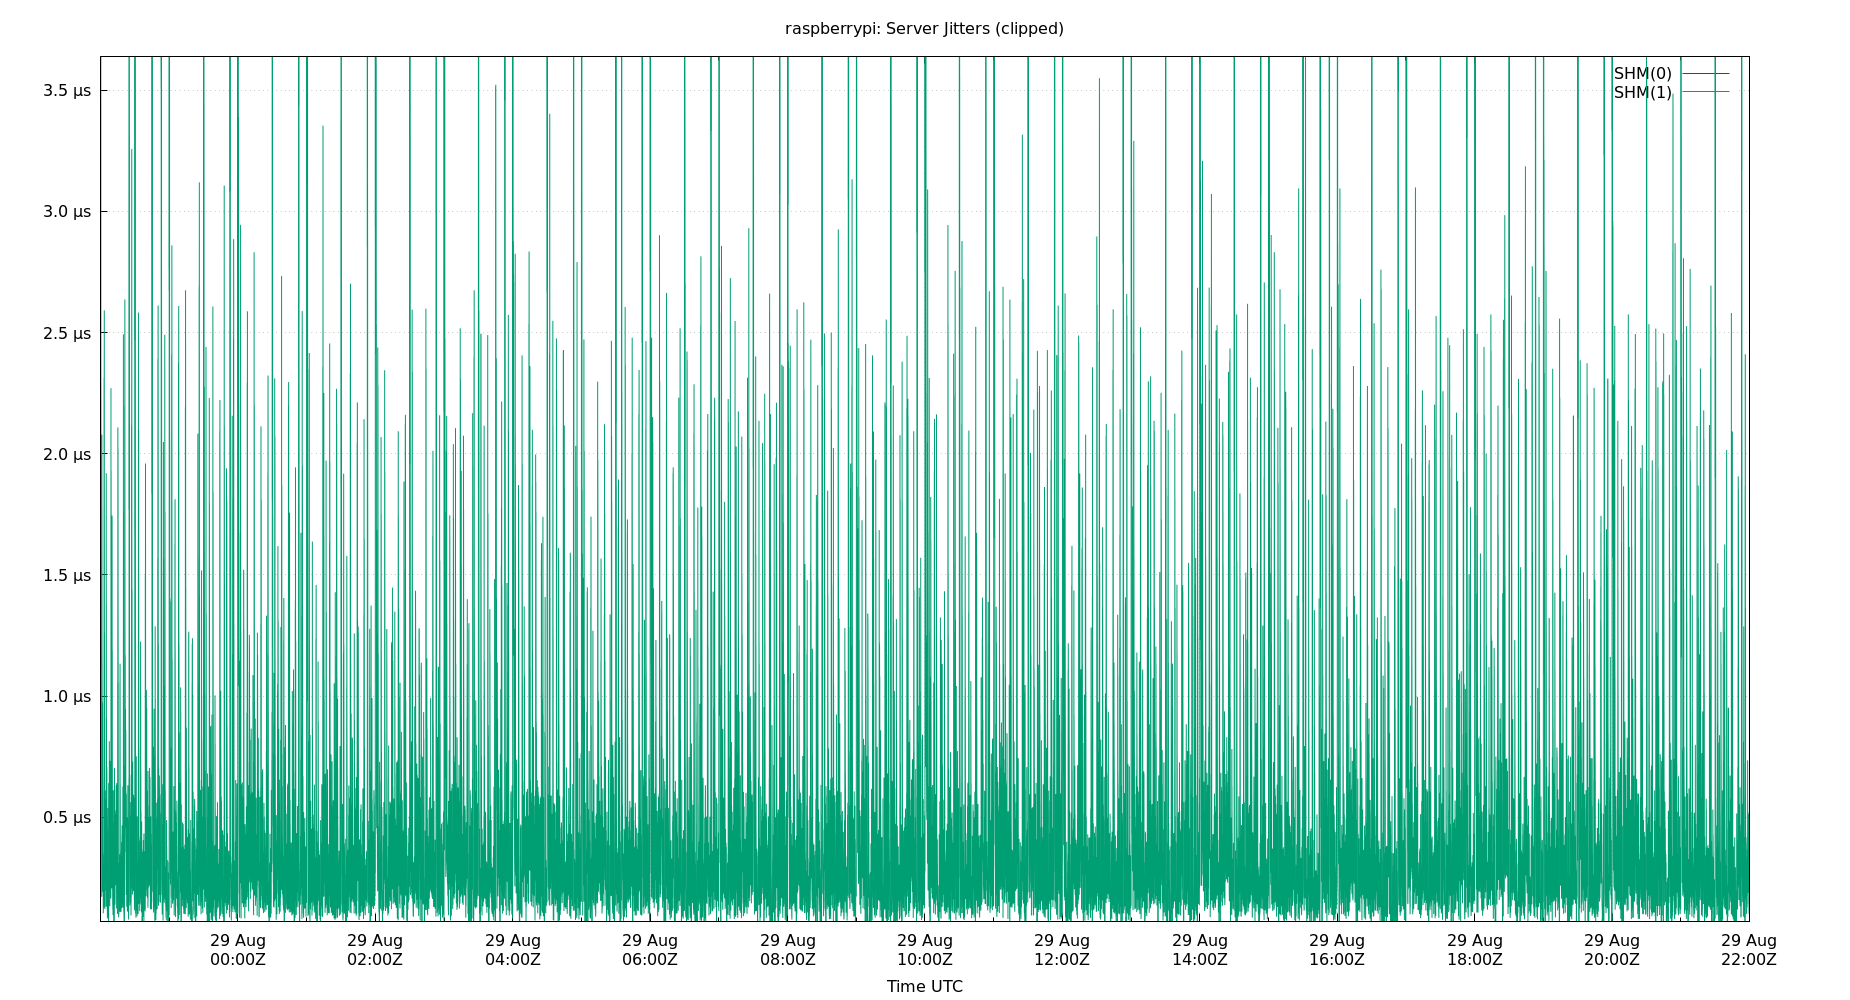 raspberrypi: Server Jitters (clipped)
SHM(0)
SHM(1)
3.5 µs
3.0 µs
2.5 µs
2.0 µs
1.5 µs
1.0 µs
0.5 µs
29 Aug 29 Aug 29 Aug 29 Aug 29 Aug 29 Aug 29 Aug 29 Aug 29 Aug 29 Aug 29 Aug 29 Aug
00:00Z 02:00Z 04:00Z 06:00Z 08:00Z 10:00Z 12:00Z 14:00Z 16:00Z 18:00Z 20:00Z 22:00Z
Time UTC